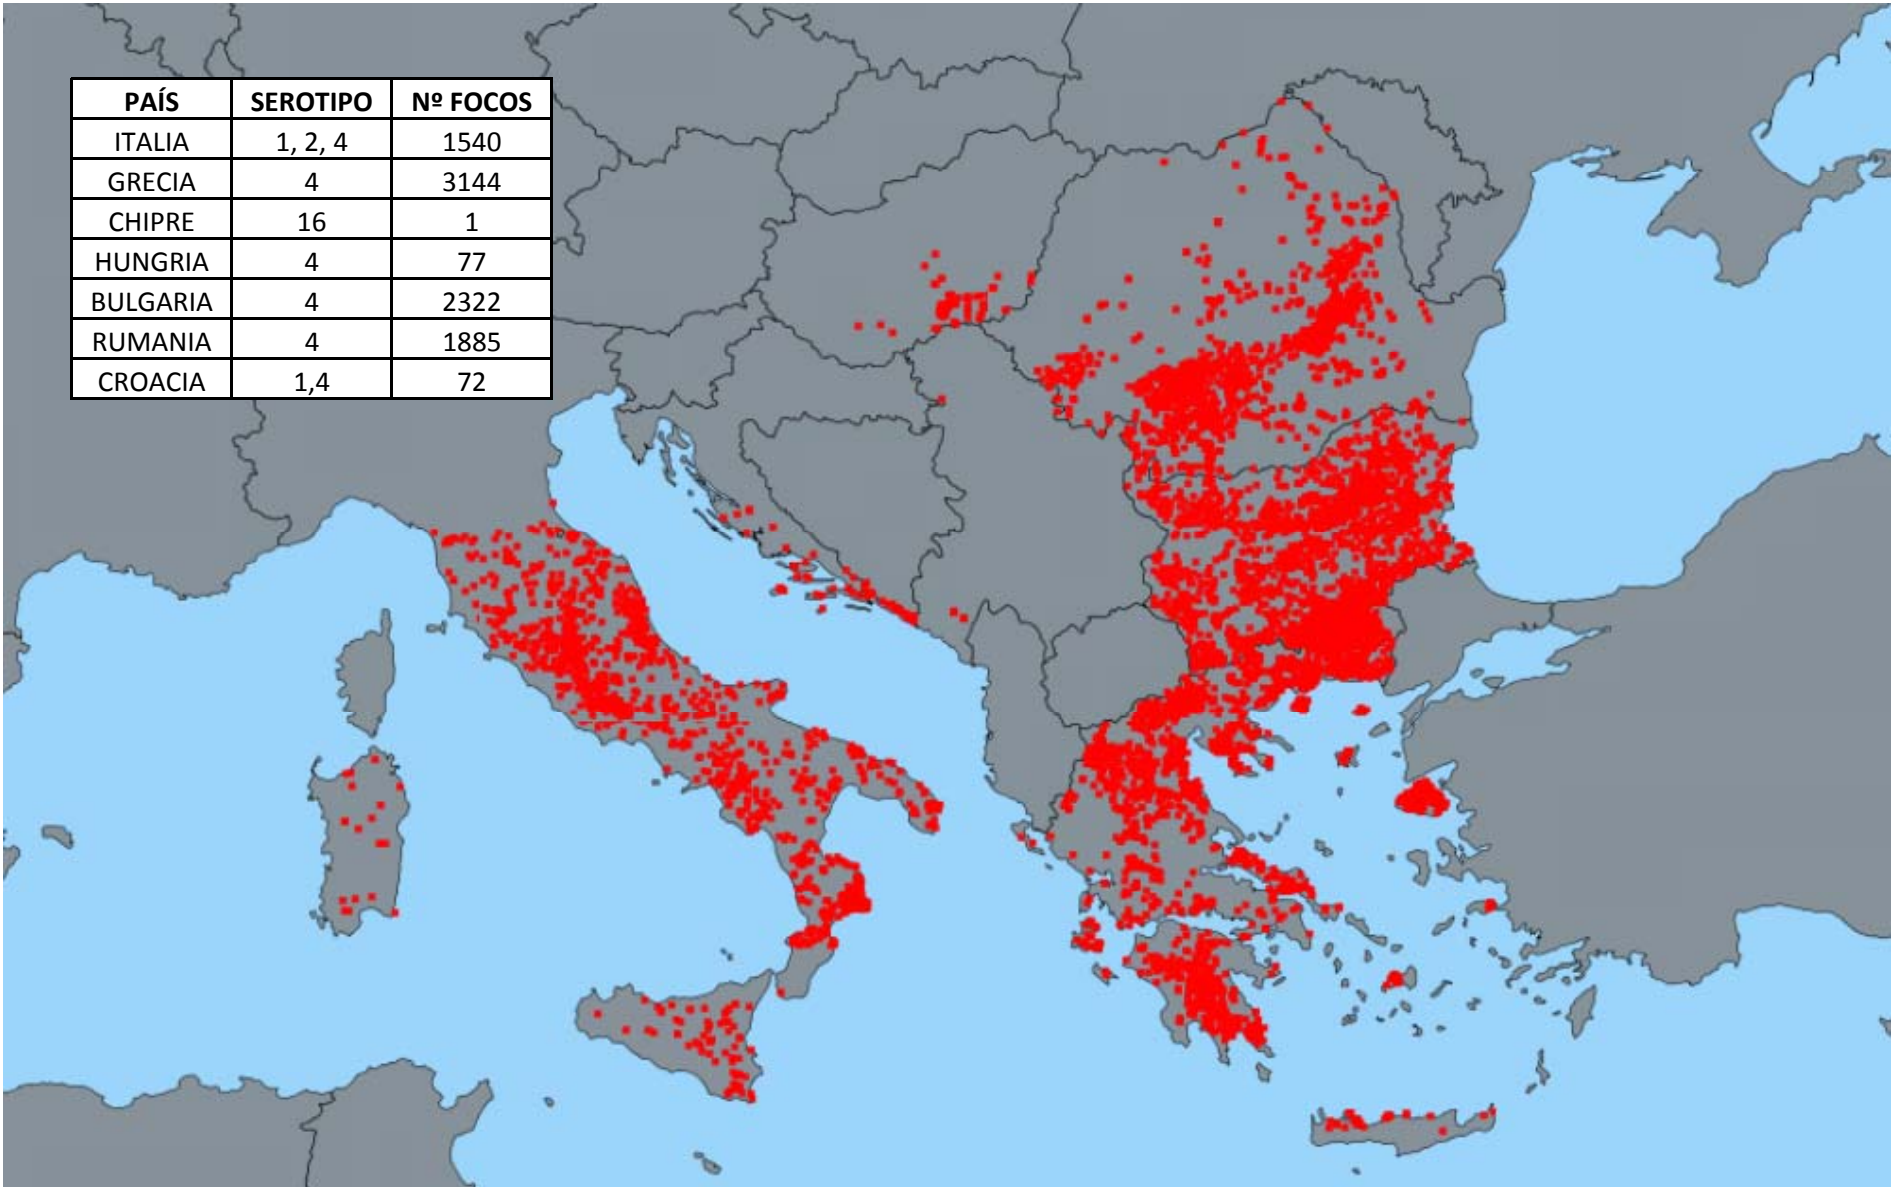 PAÍS SEROTIPO Nº FOCOS
ITALIA 1, 2, 4 1540
GRECIA 4 3144
CHIPRE 16 1
HUNGRIA 4 77
BULGARIA 4 2322
RUMANIA 4 1885
CROACIA 1,4 72